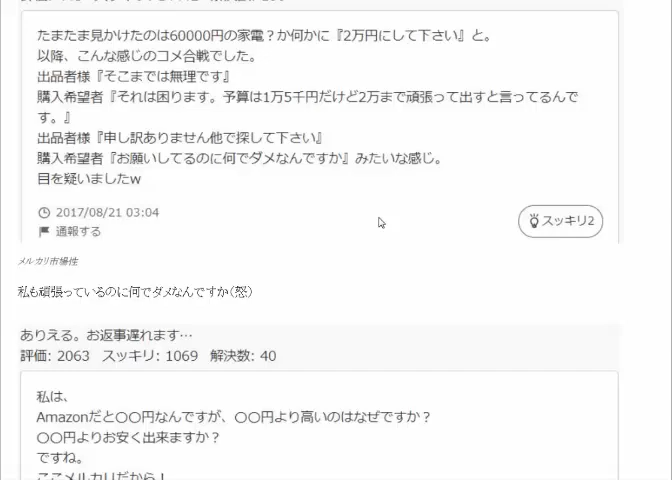 たまたま見かけたのは60000円の家電？か何かに『2万円にして下さい』と。
以降、こんな感じのコメ合戦でした。
出品者様『そこまでは無理です』
購入希望者『それは困ります。予算は1万5千円だけど2万まで頑張って出すと言ってるんで
す。』
出品者様『申し訳ありません他で探して下さい』
購入希望者『お願いしてるのに何でダメなんですか』みたいな感じ。
目を疑いましたw
2017/08/21 03:04
通報する
スッキリ2
メルカリ市場性
私も頑張っているのに何でダメなんですか（怒）
ありえる。お返事遅れます…
評価: 2063 スッキリ: 1069 解決数: 40
私は、
Amazonだと〇〇円なんですが、〇〇円より高いのはなぜですか？
〇〇円よりお安く出来ますか？
ですね。
ここメルカリだから！